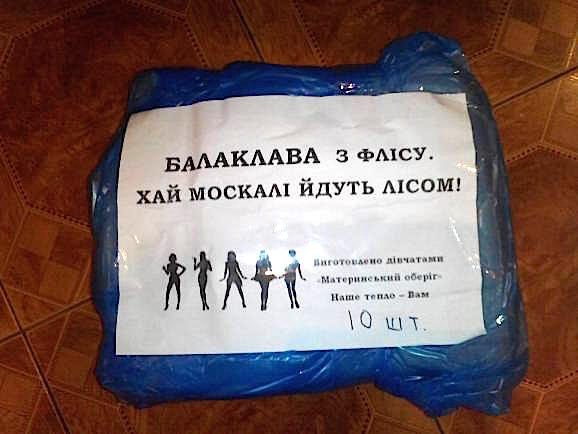 БАЛАКЛАВА З ФЛІСУ.
ХАЙ МОСКАЛІ ЙДУТЬ ЛІСОМ!
Виготовлено дівчатами
«Материнський оберіг»
Наше тепло – Вам
10 шт.